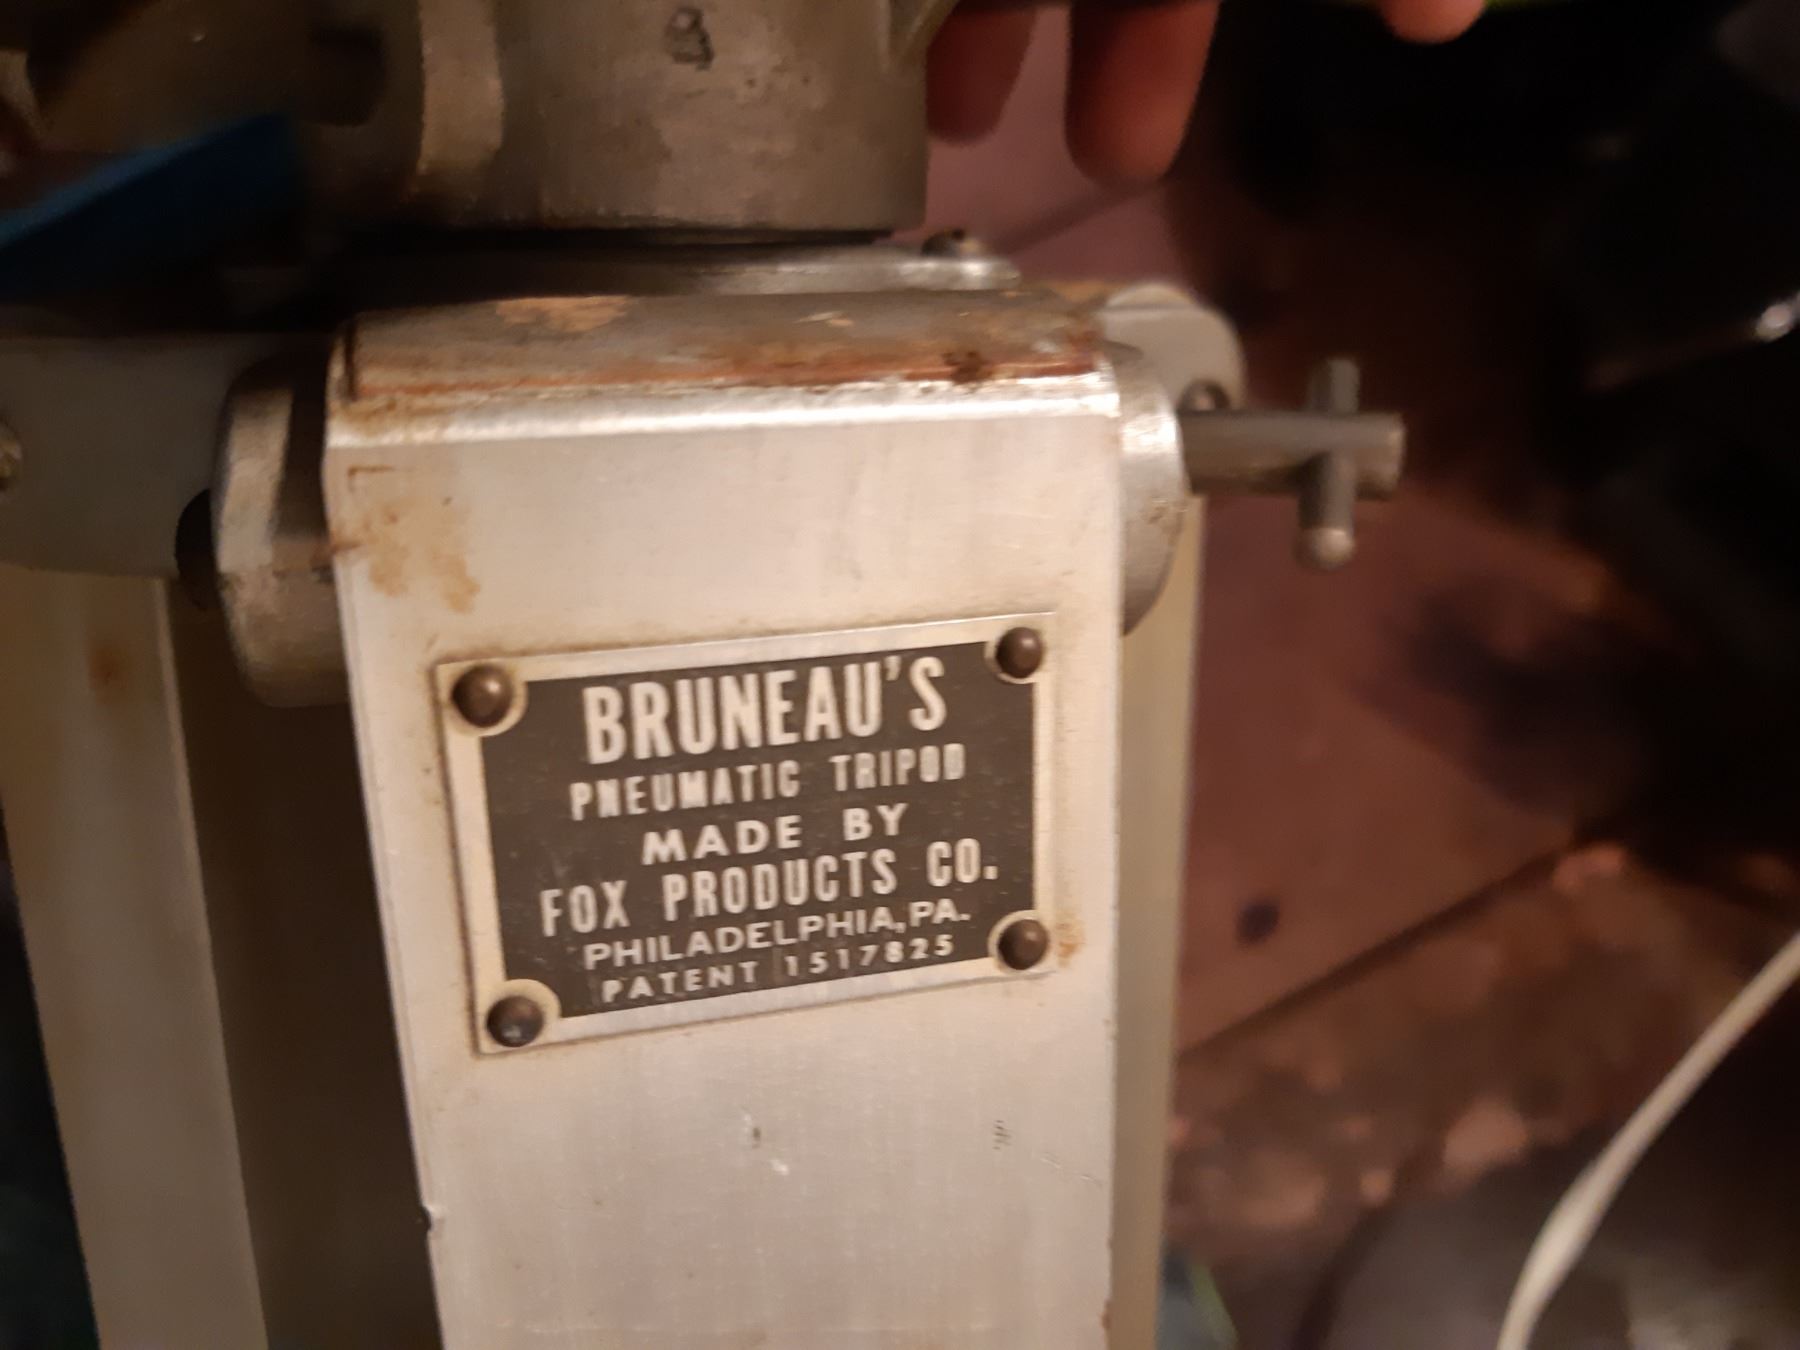 BRUNEAU'S
PNEUMATIC TRIPOD
MADE BY
FOX PRODUCTS CO.
PHILADELPHIA, PA.
PATENT 1517825